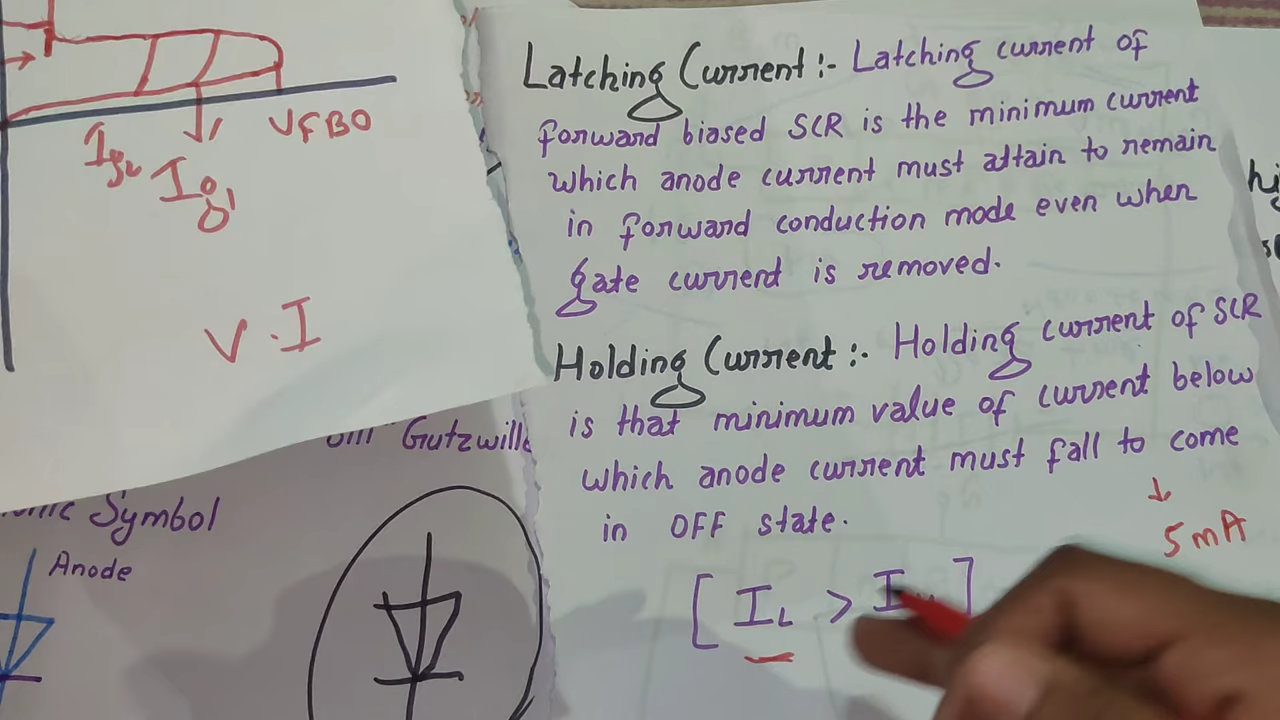 Latching Current :- Latching current of
forward biased SCR is the minimum current
which anode current must attain to remain
in forward conduction mode even when
gate current is removed.
Holding Current :- Holding current of SCR
is that minimum value of current below
which anode current must fall to come
in OFF state.
5mA
[ IL > I ]
VFBO
Ig2
Ig1
V.I
Symbol
Anode